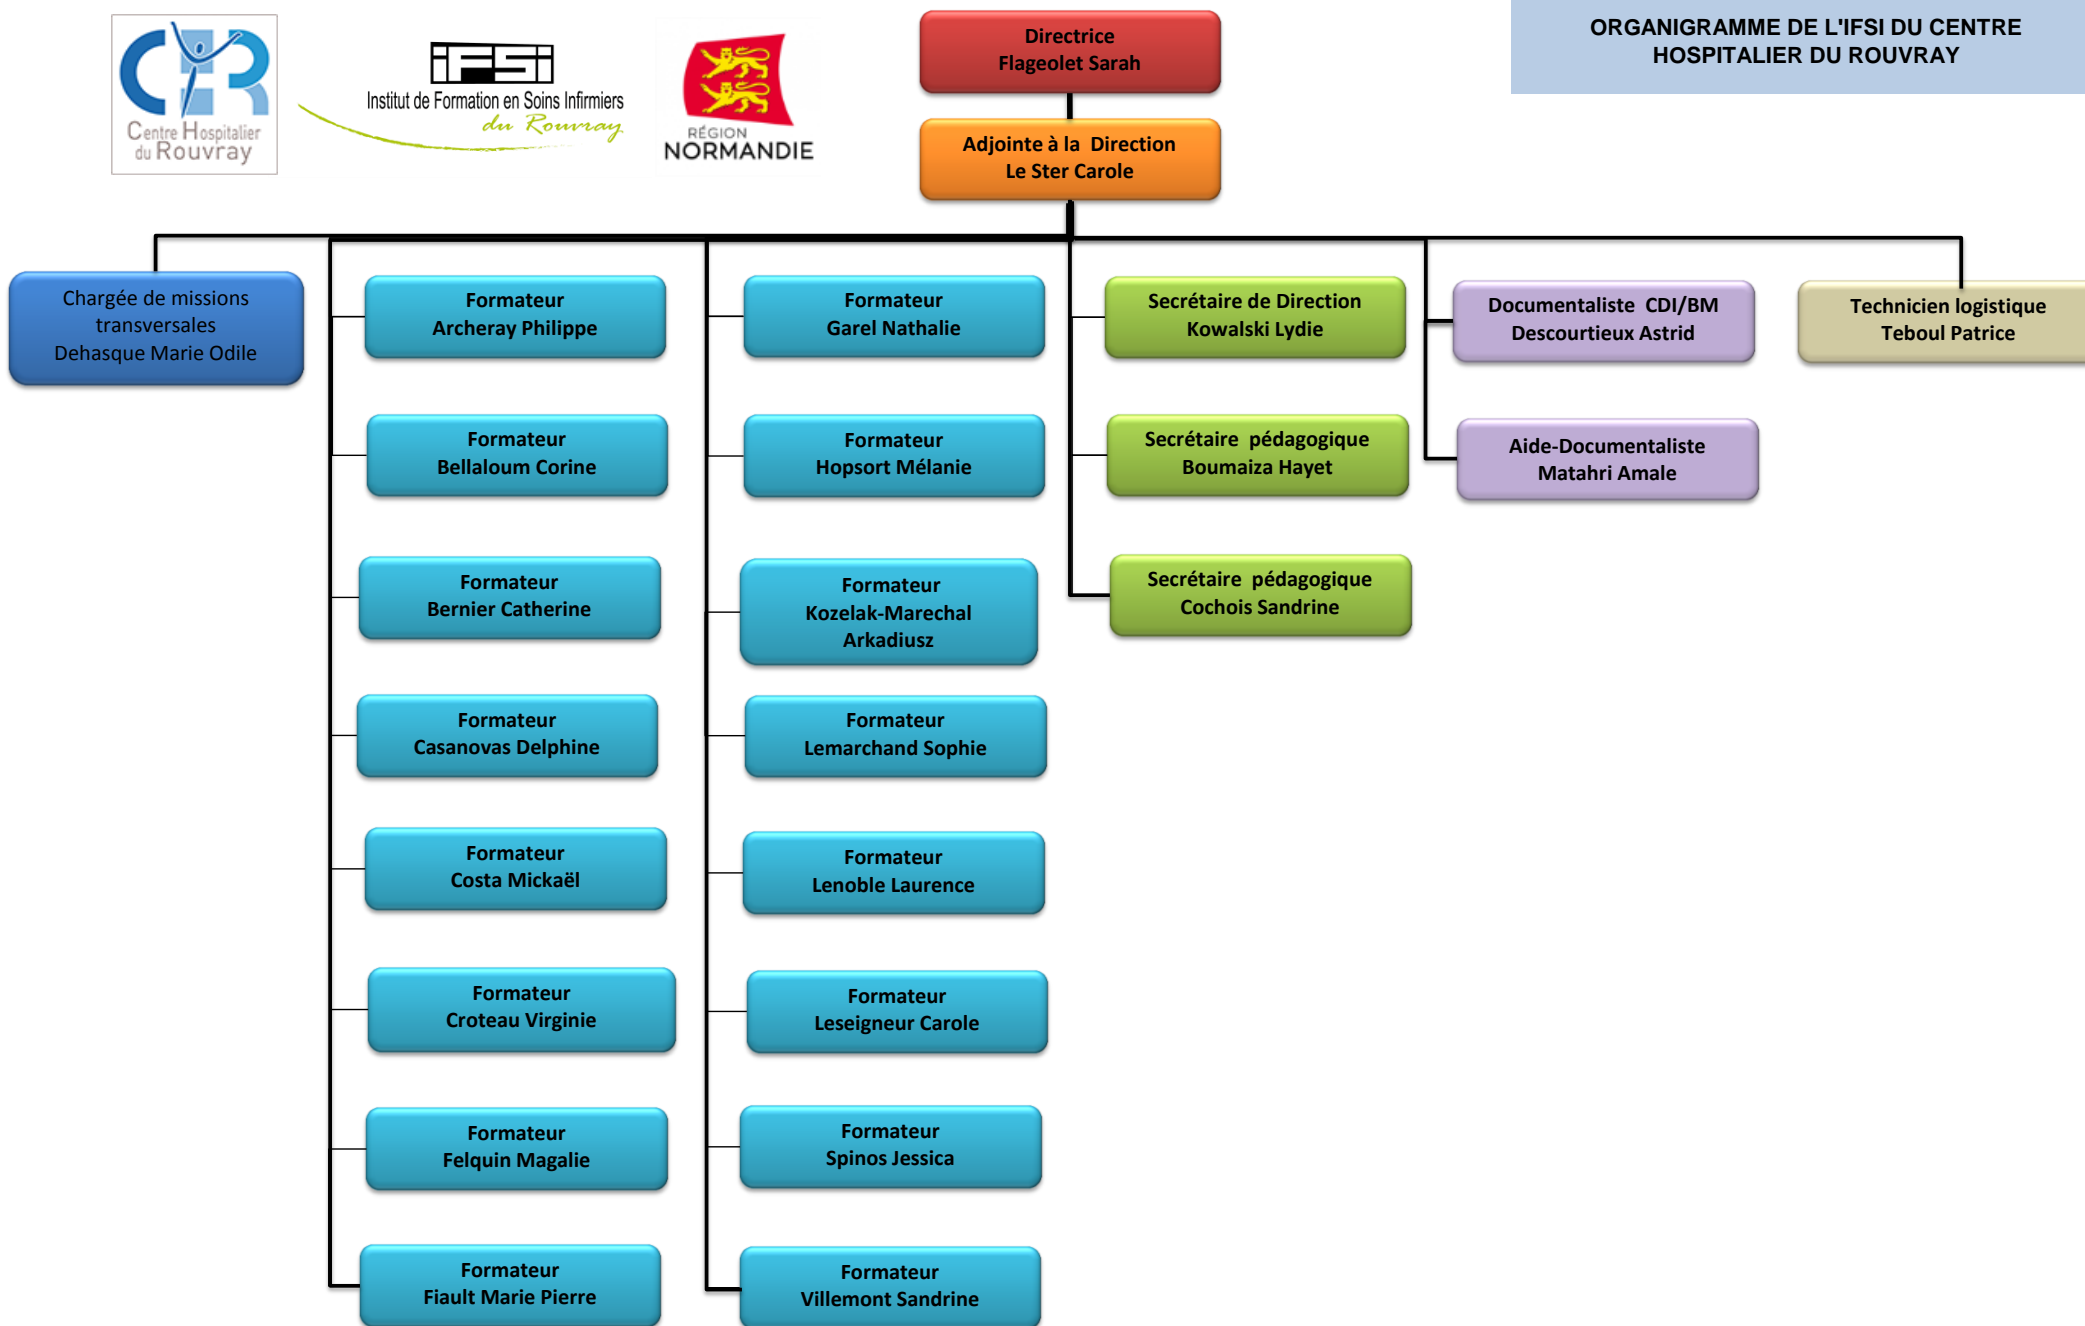 CHR
Centre Hospitalier
du Rouvray
iFSi
Institut de Formation en Soins Infirmiers
du Rouvray
RÉGION
NORMANDIE
Directrice
Flageolet Sarah
ORGANIGRAMME DE L'IFSI DU CENTRE
HOSPITALIER DU ROUVRAY
Adjointe à la  Direction
Le Ster Carole
Chargée de missions
transversales
Dehasque Marie Odile
Formateur
Archeray Philippe
Formateur
Bellaloum Corine
Formateur
Bernier Catherine
Formateur
Casanovas Delphine
Formateur
Costa Mickaël
Formateur
Croteau Virginie
Formateur
Felquin Magalie
Formateur
Fiault Marie Pierre
Formateur
Garel Nathalie
Formateur
Hopsort Mélanie
Formateur
Kozelak-Marechal
Arkadiusz
Formateur
Lemarchand Sophie
Formateur
Lenoble Laurence
Formateur
Leseigneur Carole
Formateur
Spinos Jessica
Formateur
Villemont Sandrine
Secrétaire de Direction
Kowalski Lydie
Secrétaire  pédagogique
Boumaiza Hayet
Secrétaire  pédagogique
Cochois Sandrine
Documentaliste  CDI/BM
Descourtieux Astrid
Aide-Documentaliste
Matahri Amale
Technicien logistique
Teboul Patrice